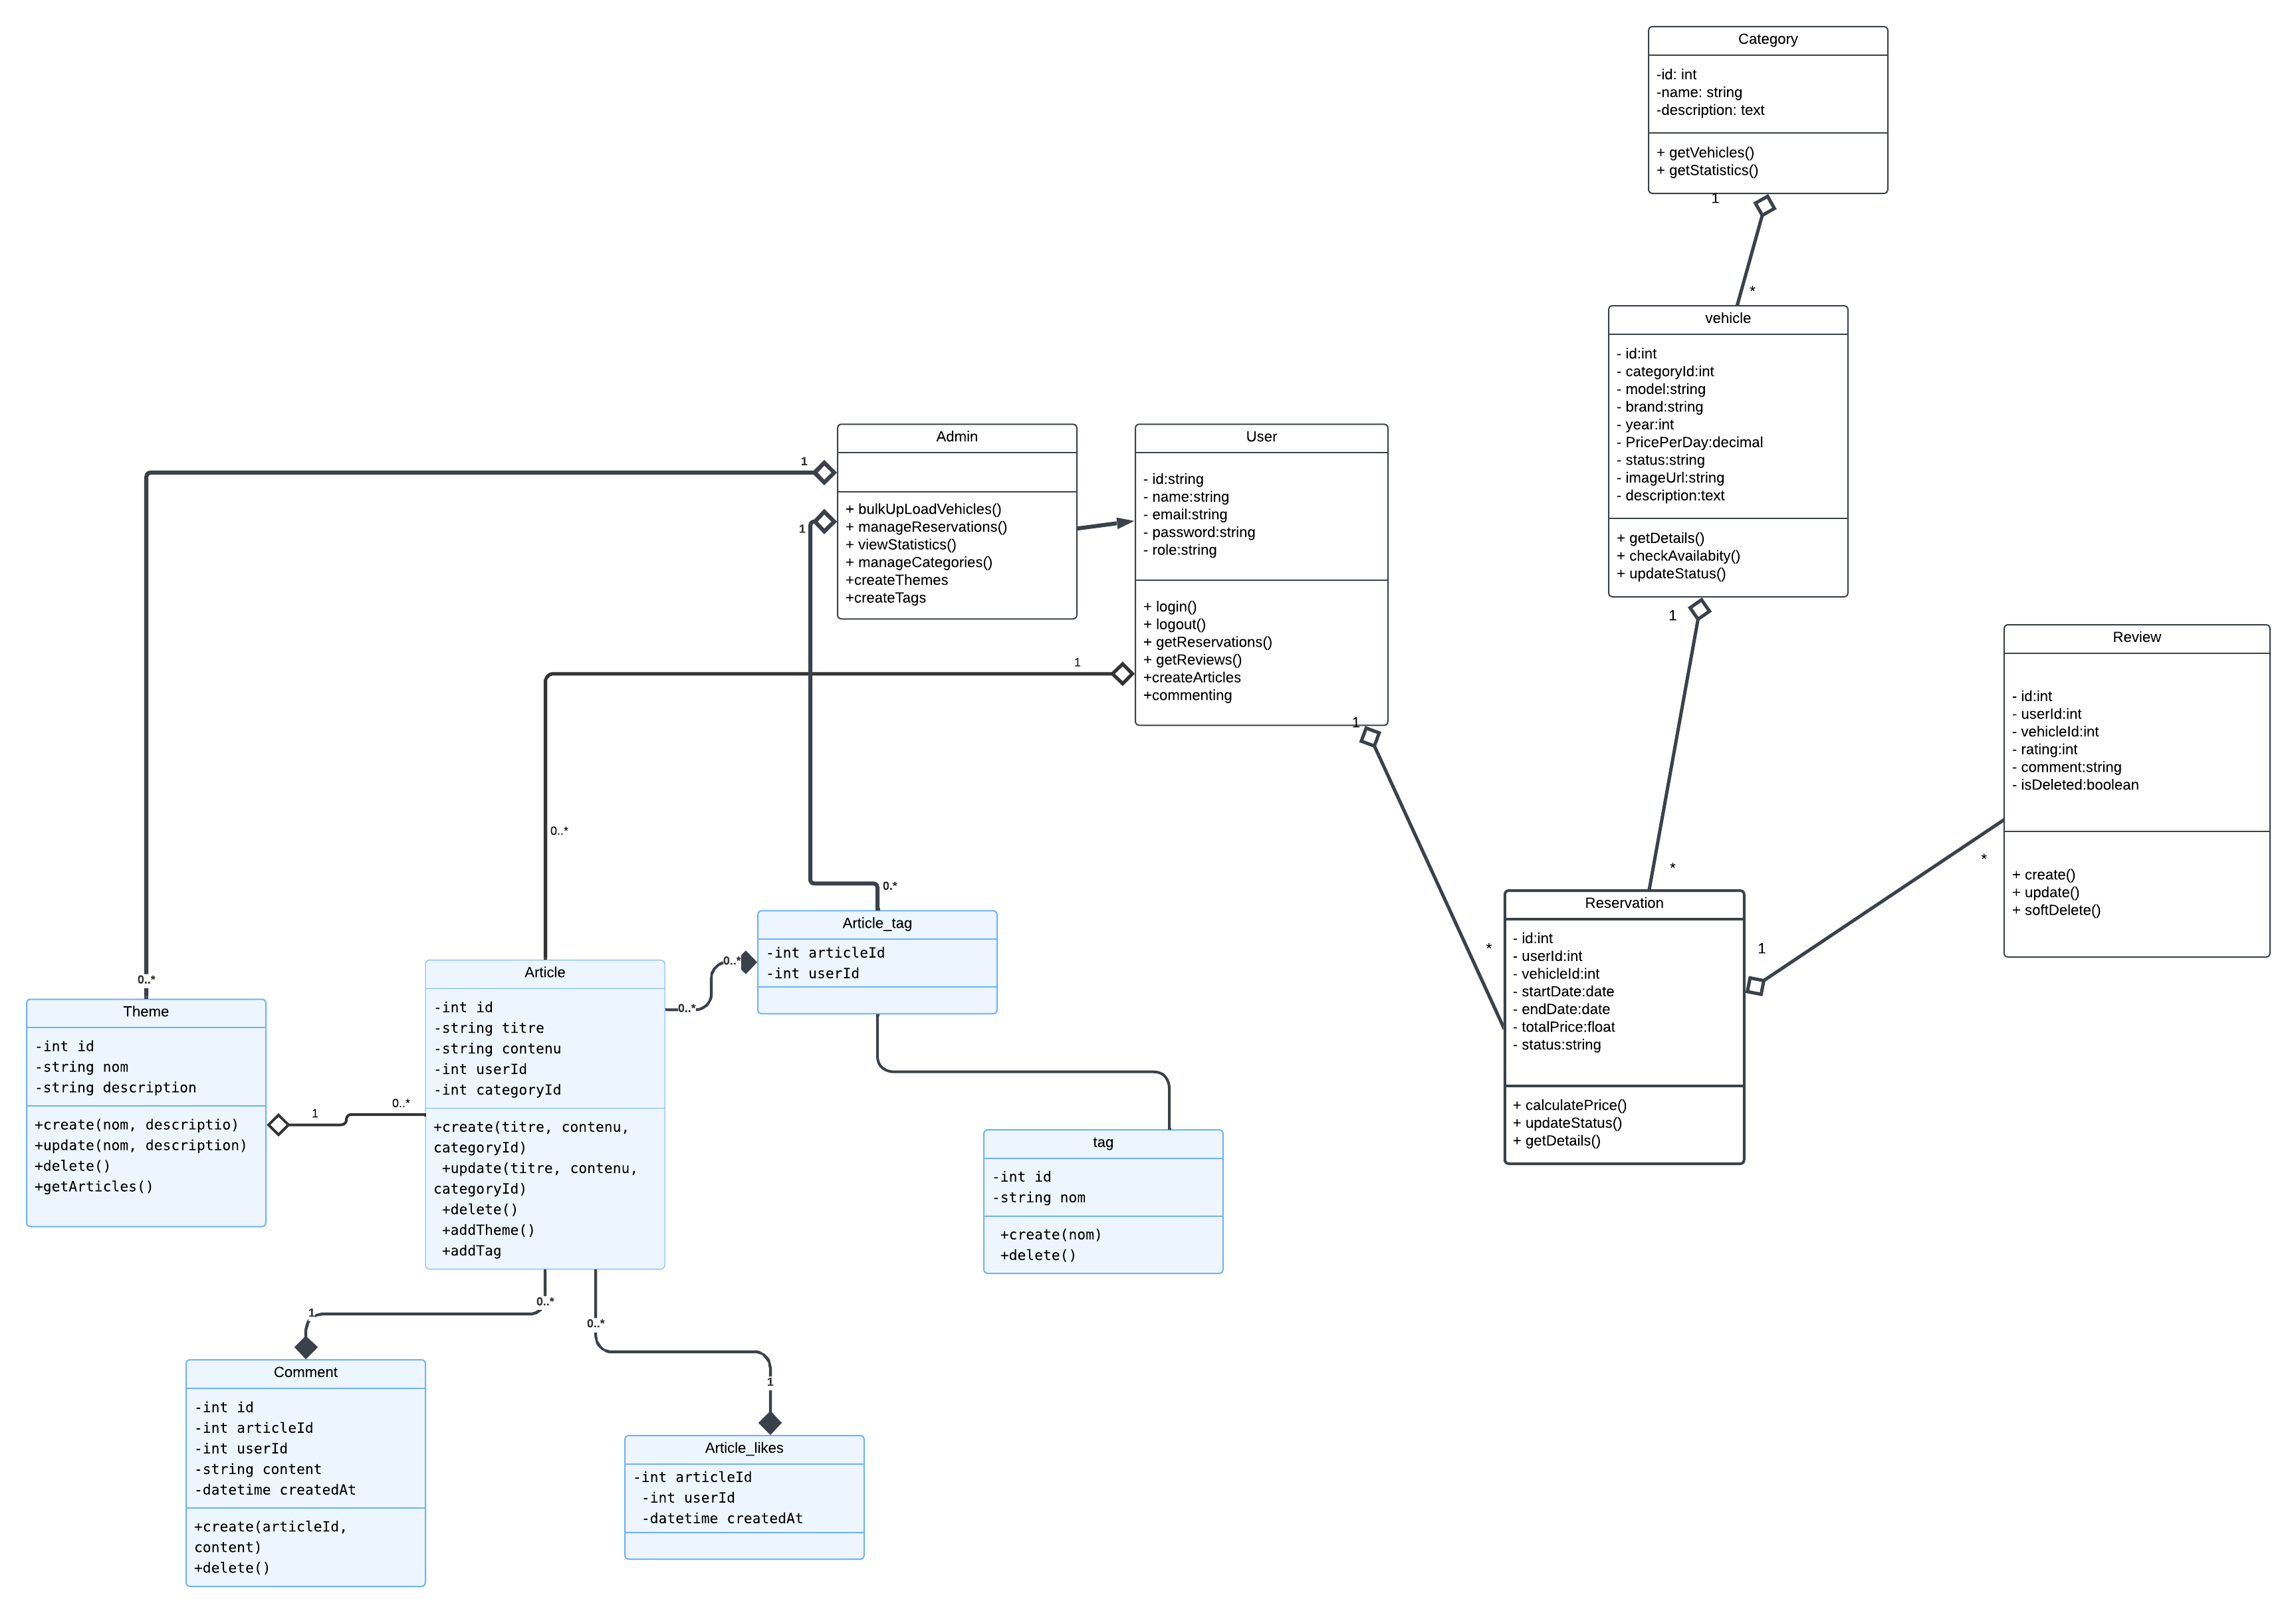 Category
-id: int
-name: string
-description: text
+ getVehicles()
+ getStatistics()
1
*
vehicle
- id:int
- categoryId:int
- model:string
- brand:string
- year:int
- PricePerDay:decimal
- status:string
- imageUrl:string
- description:text
+ getDetails()
+ checkAvailabity()
+ updateStatus()
1
*
Admin
+ bulkUpLoadVehicles()
+ manageReservations()
+ viewStatistics()
+ manageCategories()
+createThemes
+createTags
1
1
User
- id:string
- name:string
- email:string
- password:string
- role:string
+ login()
+ logout()
+ getReservations()
+ getReviews()
+createArticles
+commenting
1
1
0..*
*
Review
- id:int
- userId:int
- vehicleId:int
- rating:int
- comment:string
- isDeleted:boolean
+ create()
+ update()
+ softDelete()
*
1
Reservation
- id:int
- userId:int
- vehicleId:int
- startDate:date
- endDate:date
- totalPrice:float
- status:string
+ calculatePrice()
+ updateStatus()
+ getDetails()
0.*
Article_tag
-int articleId
-int userId
0..*
0..*
0..*
Theme
-int id
-string nom
-string description
+create(nom, descriptio)
+update(nom, description)
+delete()
+getArticles()
1
0..*
Article
-int id
-string titre
-string contenu
-int userId
-int categoryId
+create(titre, contenu,
categoryId)
+update(titre, contenu,
categoryId)
+delete()
+addTheme()
+addTag
tag
-int id
-string nom
+create(nom)
+delete()
0..*
1
0..*
1
Comment
-int id
-int articleId
-int userId
-string content
-datetime createdAt
+create(articleId,
content)
+delete()
Article_likes
-int articleId
-int userId
-datetime createdAt